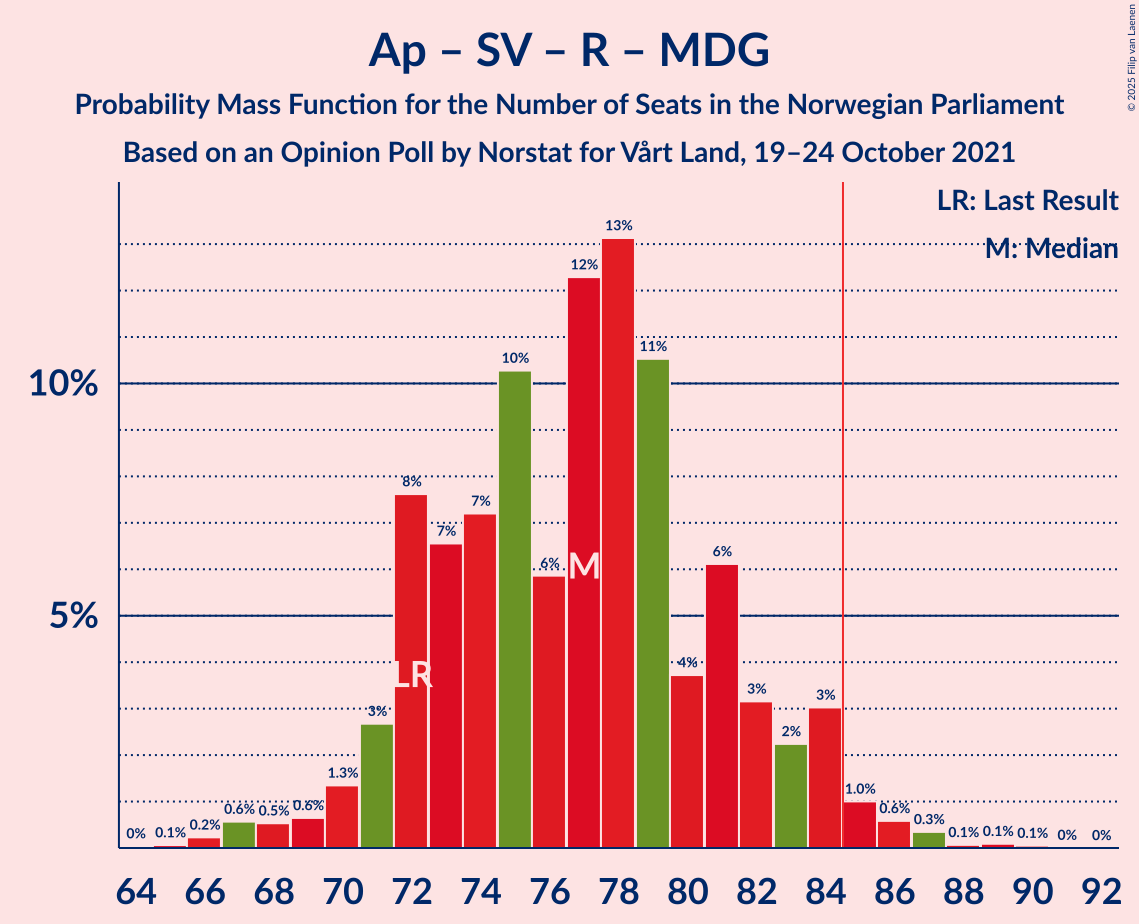 © 2025 Filip van Laenen
Ap – SV – R – MDG
Probability Mass Function for the Number of Seats in the Norwegian Parliament
Based on an Opinion Poll by Norstat for Vårt Land, 19–24 October 2021
LR: Last Result
M: Median
10%
5%
0% 0.1% 0.2% 0.6% 0.5% 0.6% 1.3% 3% 8% 7% 7% 10% 6% 12% 13% 11% 4% 6% 3% 2% 3% 1.0% 0.6% 0.3% 0.1% 0.1% 0.1% 0% 0%
LR
M
64 66 68 70 72 74 76 78 80 82 84 86 88 90 92